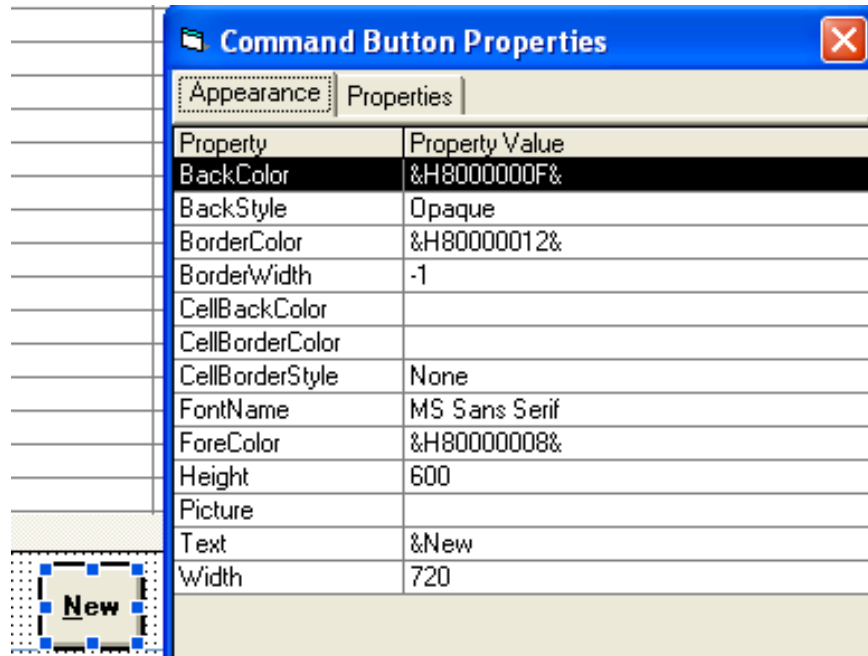 Command Button Properties
Appearance Properties
Property Property Value
BackColor &H8000000F&
BackStyle Opaque
BorderColor &H80000012&
BorderWidth -1
CellBackColor
CellBorderColor
CellBorderStyle None
FontName MS Sans Serif
ForeColor &H80000008&
Height 600
Picture
Text &New
Width 720
New